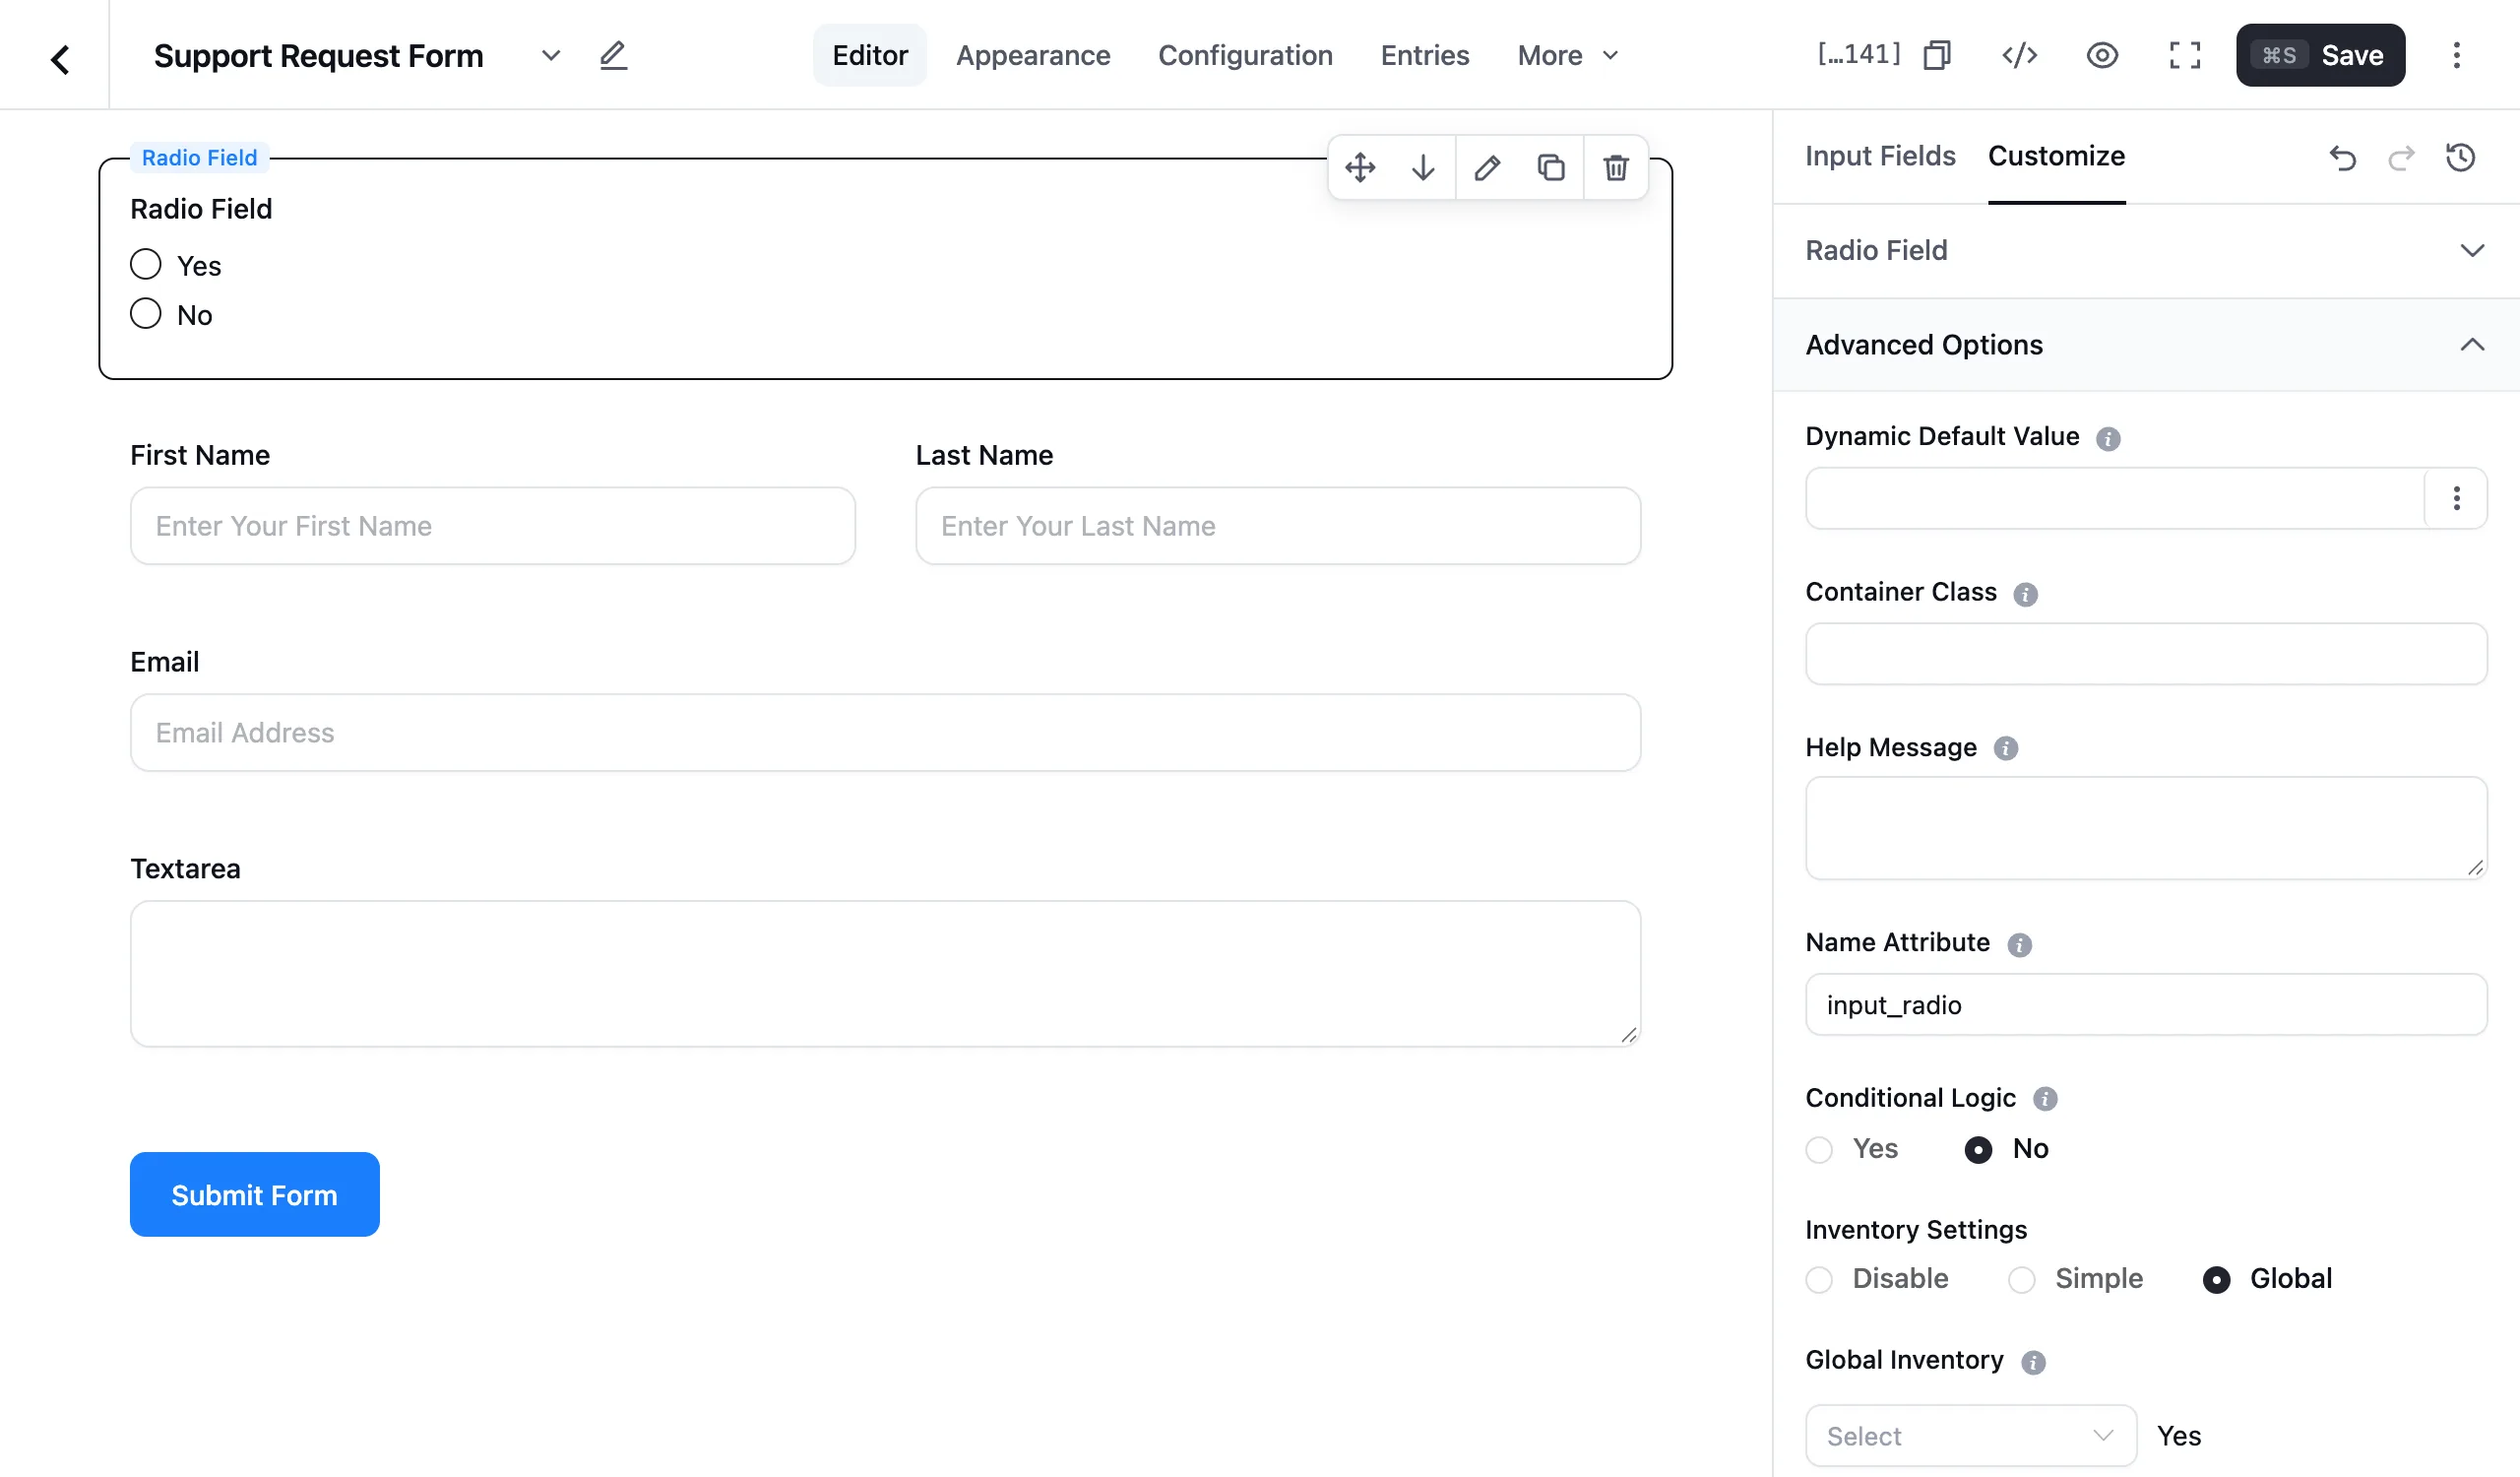 Support Request Form
Editor Appearance Configuration Entries More
[...141]
⌘S Save
Radio Field
Radio Field
Yes
No
First Name
Enter Your First Name
Last Name
Enter Your Last Name
Email
Email Address
Textarea
Submit Form
Input Fields Customize
Radio Field
Advanced Options
Dynamic Default Value
Container Class
Help Message
Name Attribute
input_radio
Conditional Logic
Yes No
Inventory Settings
Disable Simple Global
Global Inventory
Select Yes